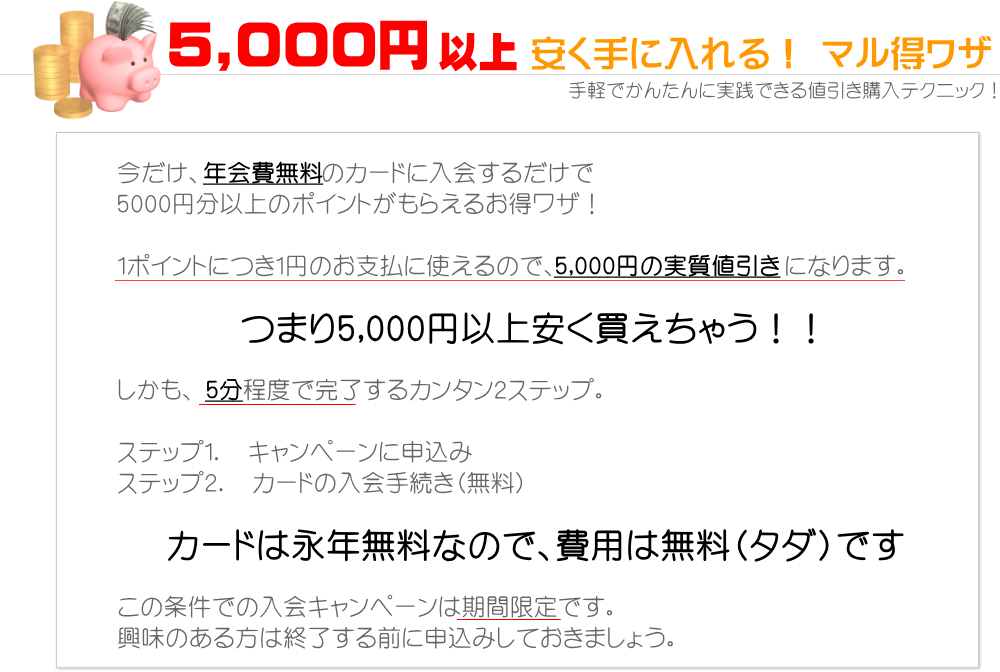 5,000円以上 安く手に入れる！ マル得ワザ
手軽でかんたんに実践できる値引き購入テクニック！
今だけ、年会費無料のカードに入会するだけで
5000円分以上のポイントがもらえるお得ワザ！
1ポイントにつき1円のお支払に使えるので、5,000円の実質値引きになります。
つまり5,000円以上安く買えちゃう！！
しかも、5分程度で完了するカンタン2ステップ。
ステップ1.　キャンペーンに申込み
ステップ2.　カードの入会手続き(無料)
カードは永年無料なので、費用は無料(タダ)です
この条件での入会キャンペーンは期間限定です。
興味のある方は終了する前に申込みしておきましょう。